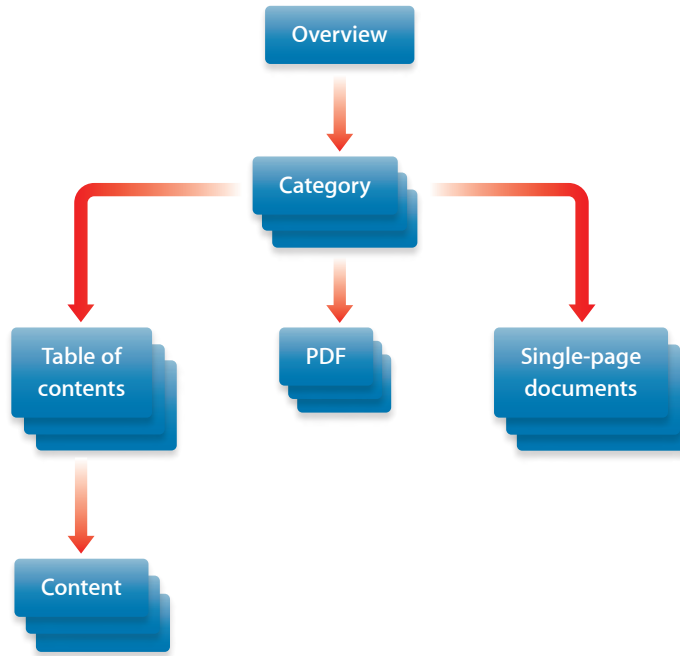 Overview
Category
Table of
contents
PDF
Single-page
documents
Content